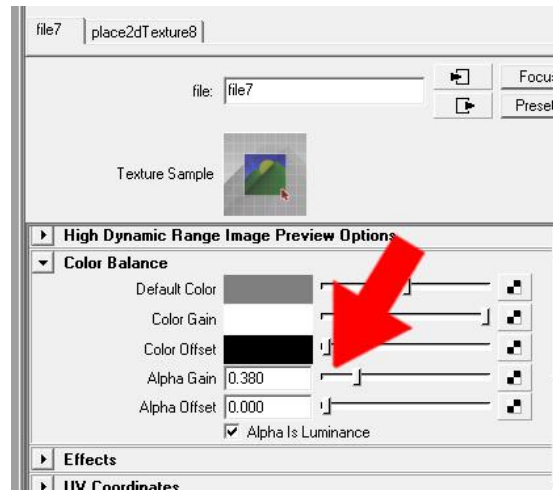 file7 place2dTexture8
file: file7
Focu
Preset
Texture Sample
High Dynamic Range Image Preview Options
Color Balance
Default Color
Color Gain
Color Offset
Alpha Gain 0.380
Alpha Offset 0.000
Alpha Is Luminance
Effects
UV Coordinates